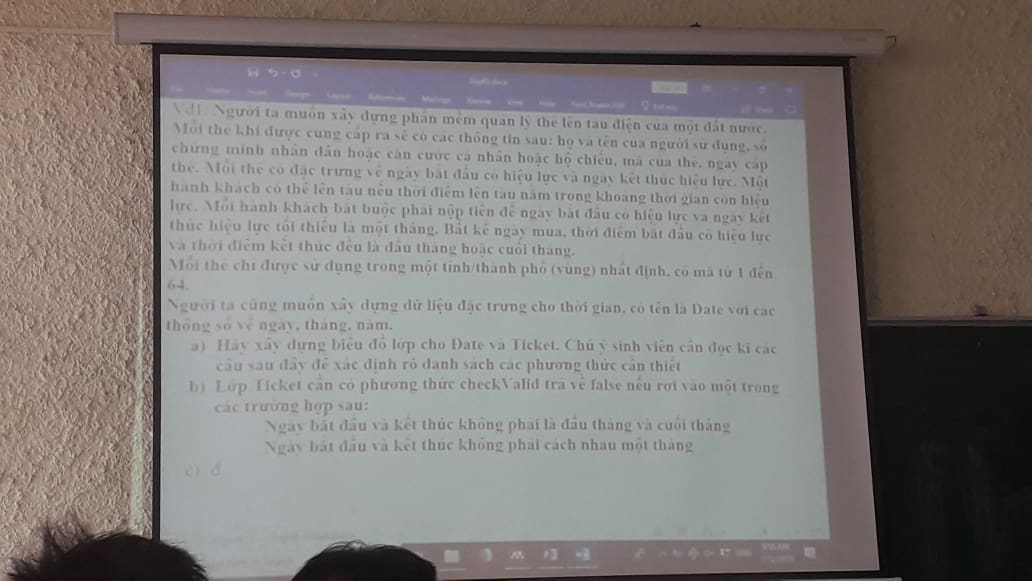 Vd1: Người ta muốn xây dựng phần mềm quản lý thẻ lên tàu điện của một đất nước.
Mỗi thẻ khi được cung cấp ra sẽ có các thông tin sau: họ và tên của người sử dụng, số
chứng minh nhân dân hoặc căn cước cá nhân hoặc hộ chiếu, mã của thẻ, ngày cấp
thẻ. Mỗi thẻ có đặc trưng về ngày bắt đầu có hiệu lực và ngày kết thúc hiệu lực. Một
hành khách có thể lên tàu nếu thời điểm lên tàu nằm trong khoảng thời gian còn hiệu
lực. Mỗi hành khách bắt buộc phải nộp tiền để ngày bắt đầu có hiệu lực và ngày kết
thúc hiệu lực tối thiểu là một tháng. Bất kể ngày mua, thời điểm bắt đầu có hiệu lực
và thời điểm kết thúc đều là đầu tháng hoặc cuối tháng.
Mỗi thẻ chỉ được sử dụng trong một tỉnh/thành phố (vùng) nhất định, có mã từ 1 đến
64.
Người ta cũng muốn xây dựng dữ liệu đặc trưng cho thời gian, có tên là Date với các
thông số về ngày, tháng, năm.
a) Hãy xây dựng biểu đồ lớp cho Date và Ticket. Chú ý sinh viên cần đọc kĩ các
câu sau đây để xác định rõ danh sách các phương thức cần thiết
b) Lớp Ticket cần có phương thức checkValid trả về false nếu rơi vào một trong
các trường hợp sau:
Ngày bắt đầu và kết thúc không phải là đầu tháng và cuối tháng
Ngày bắt đầu và kết thúc không phải cách nhau một tháng
c) đ